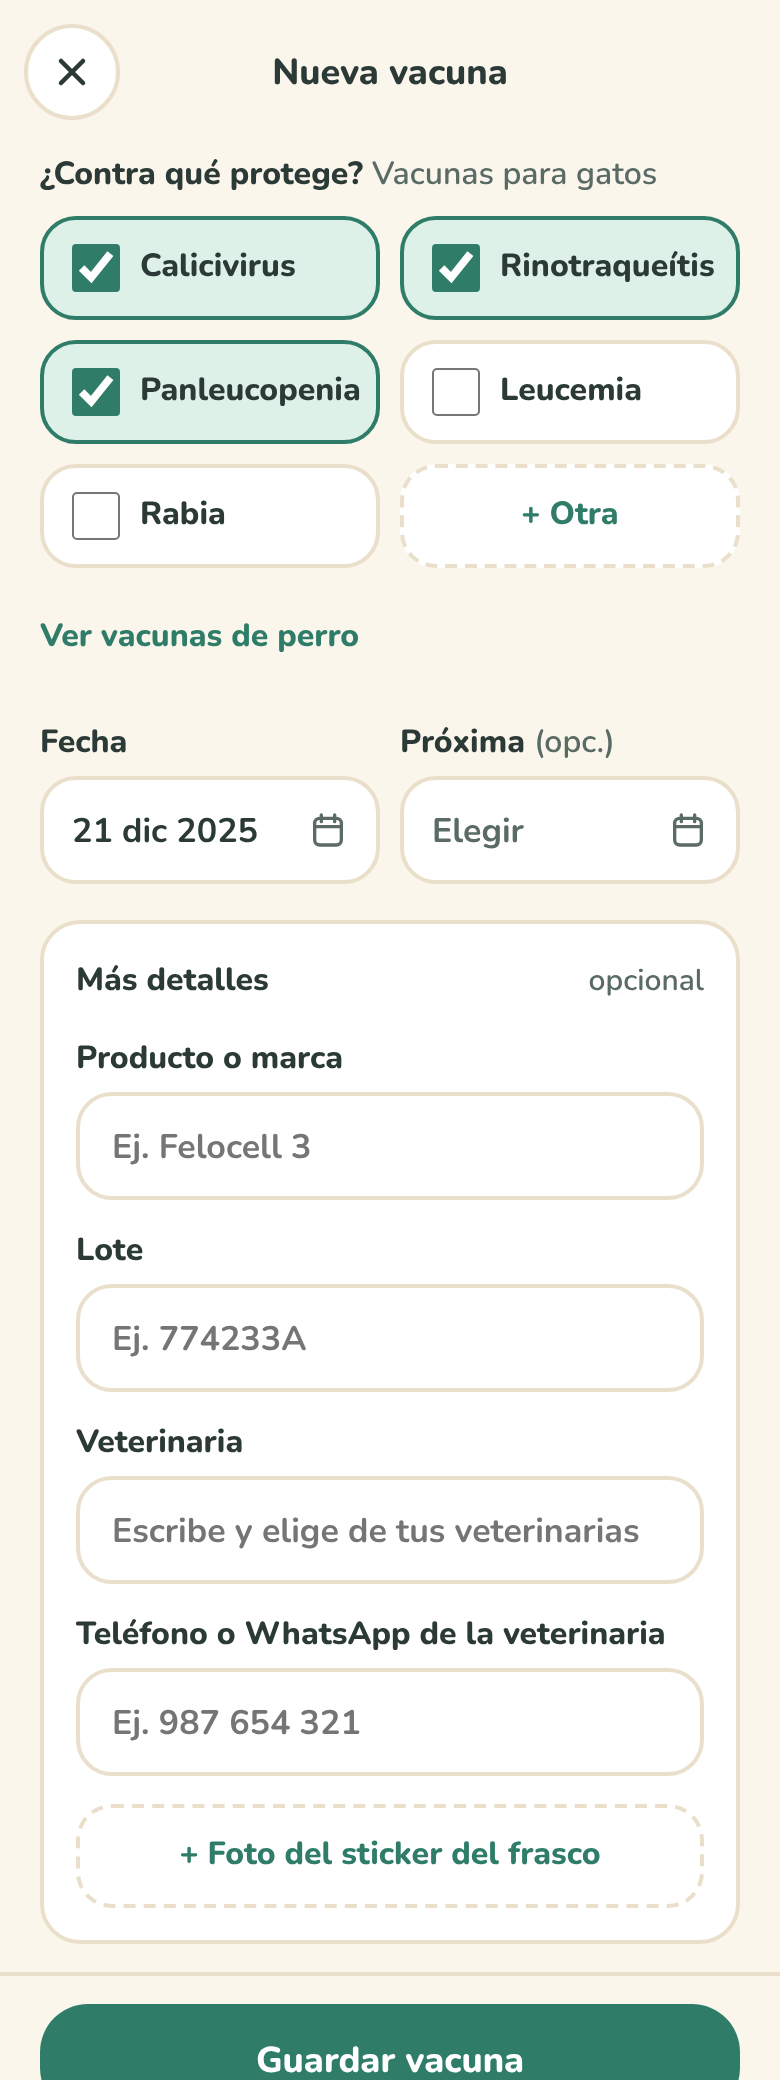 Nueva vacuna
¿Contra qué protege? Vacunas para gatos
Calicivirus
Rinotraqueítis
Panleucopenia
Leucemia
Rabia
+ Otra
Ver vacunas de perro
Fecha
Próxima (opc.)
21 dic 2025
Elegir
Más detalles
opcional
Producto o marca
Ej. Felocell 3
Lote
Ej. 774233A
Veterinaria
Escribe y elige de tus veterinarias
Teléfono o WhatsApp de la veterinaria
Ej. 987 654 321
+ Foto del sticker del frasco
Guardar vacuna